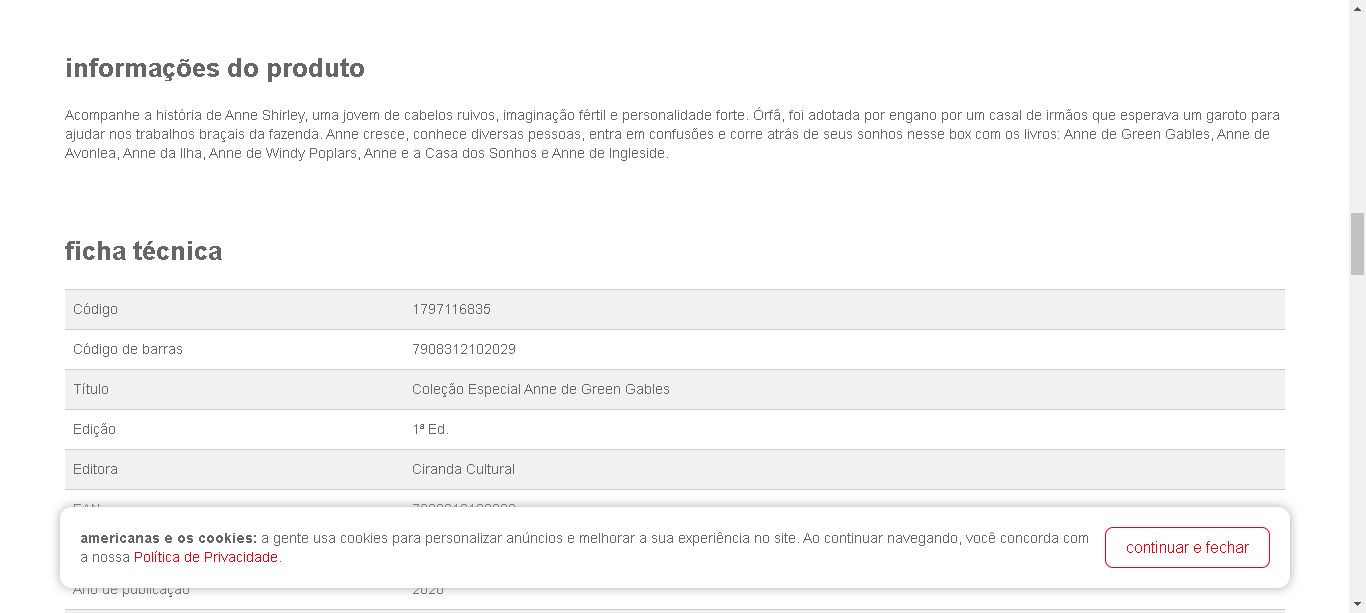 informações do produto
Acompanhe a história de Anne Shirley, uma jovem de cabelos ruivos, imaginação fértil e personalidade forte. Órfã, foi adotada por engano por um casal de irmãos que esperava um garoto para
ajudar nos trabalhos braçais da fazenda. Anne cresce, conhece diversas pessoas, entra em confusões e corre atrás de seus sonhos nesse box com os livros: Anne de Green Gables, Anne de
Avonlea, Anne da Ilha, Anne de Windy Poplars, Anne e a Casa dos Sonhos e Anne de Ingleside.
ficha técnica
Código 1797116835
Código de barras 7908312102029
Título Coleção Especial Anne de Green Gables
Edição 1ª Ed.
Editora Ciranda Cultural
americanas e os cookies: a gente usa cookies para personalizar anúncios e melhorar a sua experiência no site. Ao continuar navegando, você concorda com
a nossa Política de Privacidade.
continuar e fechar
Ano de publicação 2020